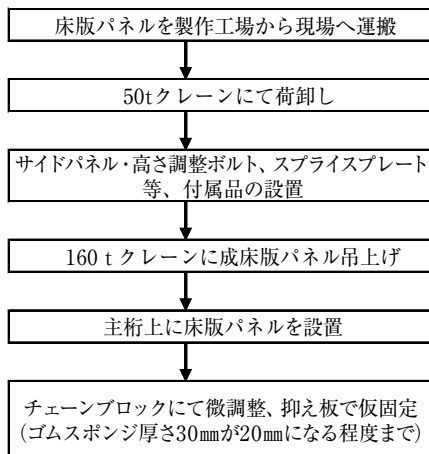 床版パネルを製作工場から現場へ運搬
50tクレーンにて荷卸し
サイドパネル・高さ調整ボルト、スプライスプレート
等、付属品の設置
160ｔクレーンに成床版パネル吊上げ
主桁上に床版パネルを設置
チェーンブロックにて微調整、抑え板で仮固定
(ゴムスポンジ厚さ30㎜が20㎜になる程度まで)